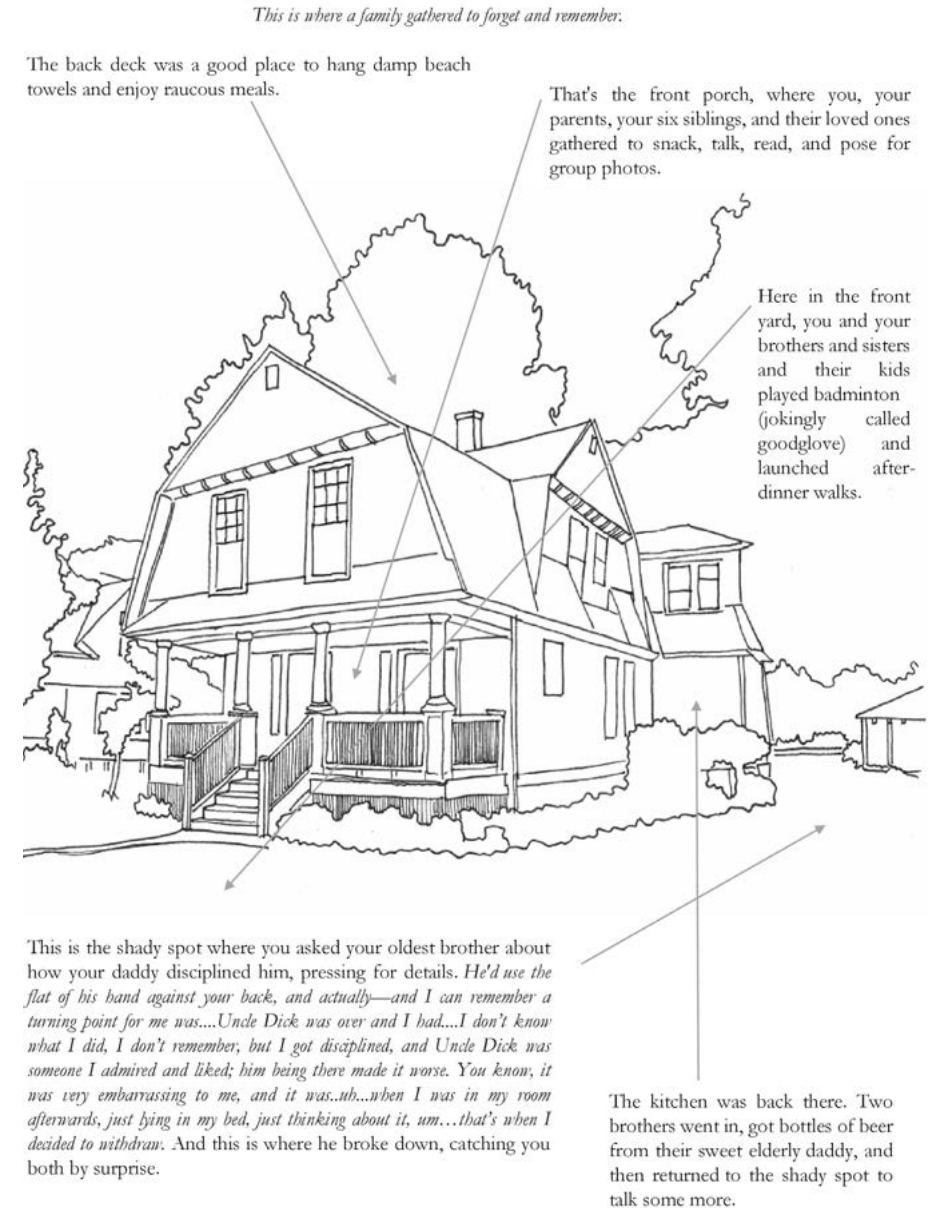 This is where a family gathered to forget and remember.
The back deck was a good place to hang damp beach
towels and enjoy raucous meals.
That's the front porch, where you, your
parents, your six siblings, and their loved ones
gathered to snack, talk, read, and pose for
group photos.
Here in the front
yard, you and your
brothers and sisters
and their kids
played badminton
(jokingly called
goodglove) and
launched after-
dinner walks.
This is the shady spot where you asked your oldest brother about
how your daddy disciplined him, pressing for details. He'd use the
flat of his hand against your back, and actually—and I can remember a
turning point for me was....Uncle Dick was over and I had....I don't know
what I did, I don't remember, but I got disciplined, and Uncle Dick was
someone I admired and liked; him being there made it worse. You know, it
was very embarrassing to me, and it was..uh...when I was in my room
afterwards, just lying in my bed, just thinking about it, um...that's when I
decided to withdraw. And this is where he broke down, catching you
both by surprise.
The kitchen was back there. Two
brothers went in, got bottles of beer
from their sweet elderly daddy, and
then returned to the shady spot to
talk some more.